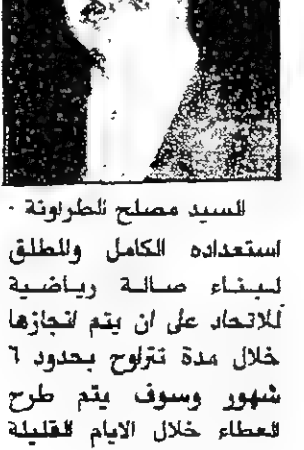 السيد مصلح الطراونة -
استعداده الكامل والمطلق
لبناء صالة رياضية
للاتحاد على ان يتم انجازها
خلال مدة تتراوح بحدود ٦
شهور وسوف يتم طرح
العطاء خلال الايام القليلة